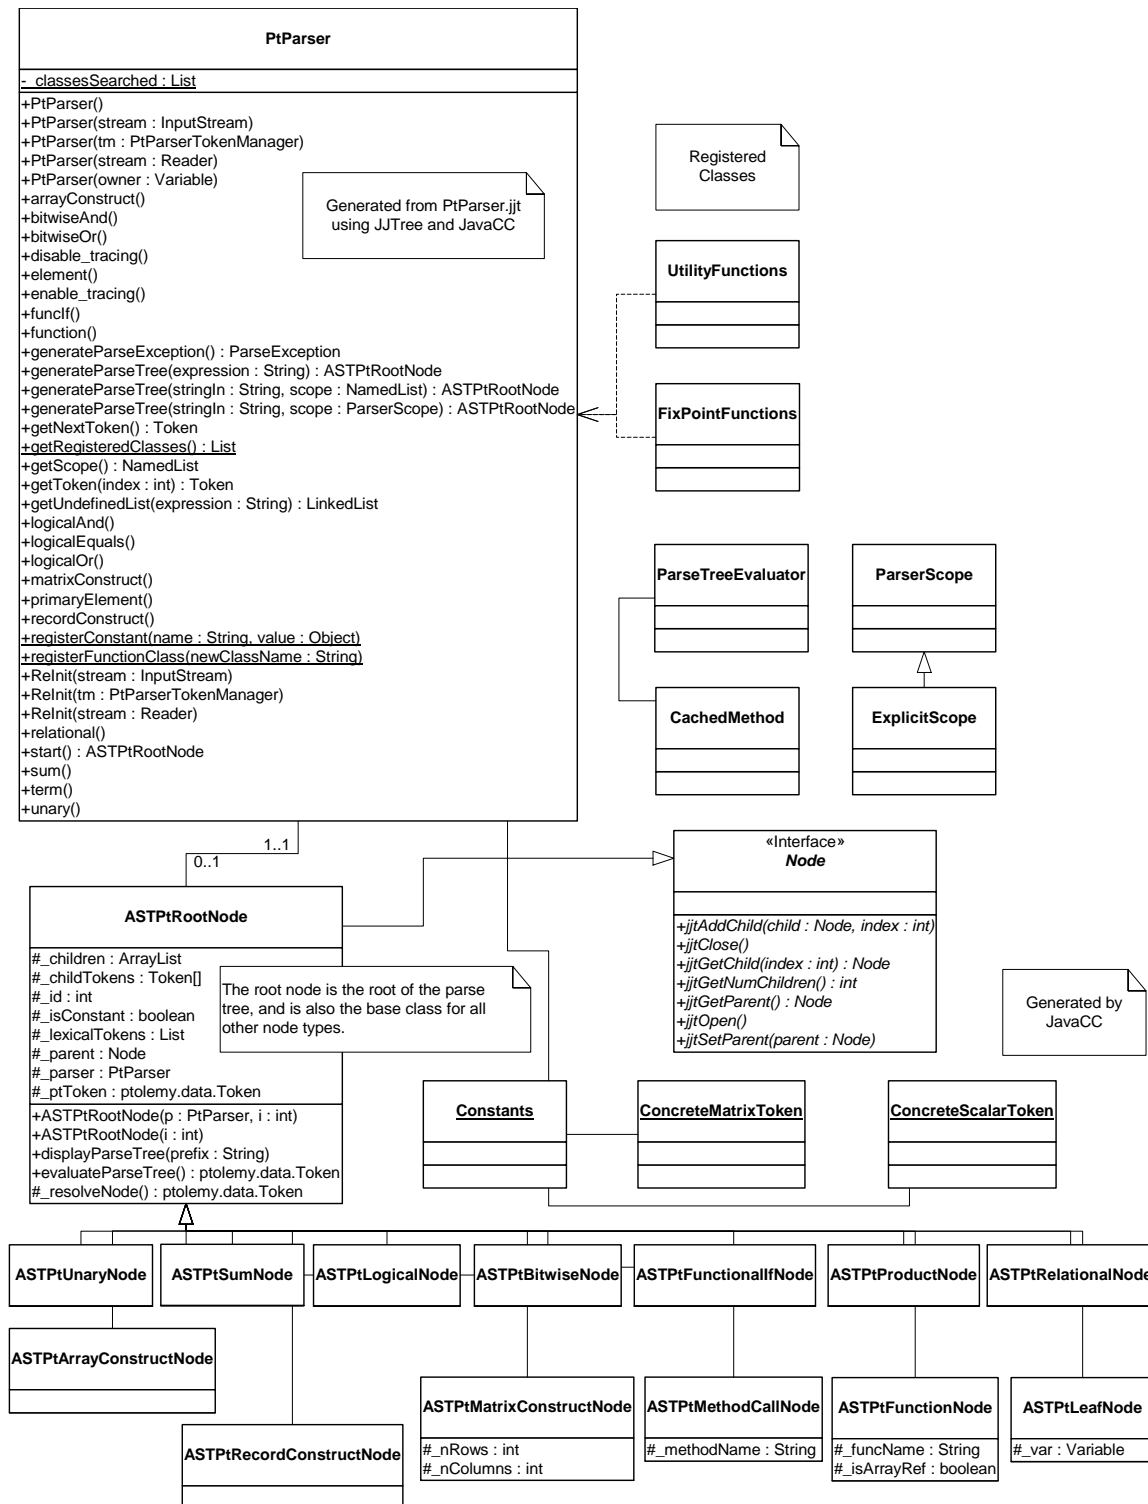 PtParser
- _classesSearched : List
+PtParser()
+PtParser(stream : InputStream)
+PtParser(tm : PtParserTokenManager)
+PtParser(stream : Reader)
+PtParser(owner : Variable)
+arrayConstruct()
+bitwiseAnd()
+bitwiseOr()
+disable_tracing()
+element()
+enable_tracing()
+funcIf()
+function()
+generateParseException() : ParseException
+generateParseTree(expression : String) : ASTPtRootNode
+generateParseTree(stringIn : String, scope : NamedList) : ASTPtRootNode
+generateParseTree(stringIn : String, scope : ParserScope) : ASTPtRootNode
+getNextToken() : Token
+getRegisteredClasses() : List
+getScope() : NamedList
+getToken(index : int) : Token
+getUndefinedList(expression : String) : LinkedList
+logicalAnd()
+logicalEquals()
+logicalOr()
+matrixConstruct()
+primaryElement()
+recordConstruct()
+registerConstant(name : String, value : Object)
+registerFunctionClass(newClassName : String)
+ReInit(stream : InputStream)
+ReInit(tm : PtParserTokenManager)
+ReInit(stream : Reader)
+relational()
+start() : ASTPtRootNode
+sum()
+term()
+unary()
Generated from PtParser.jjt
using JJTree and JavaCC
Registered
Classes
UtilityFunctions
FixPointFunctions
ParseTreeEvaluator
ParserScope
CachedMethod
ExplicitScope
1..1
0..1
ASTPtRootNode
#_children : ArrayList
#_childTokens : Token[]
#_id : int
#_isConstant : boolean
#_lexicalTokens : List
#_parent : Node
#_parser : PtParser
#_ptToken : ptolemy.data.Token
+ASTPtRootNode(p : PtParser, i : int)
+ASTPtRootNode(i : int)
+displayParseTree(prefix : String)
+evaluateParseTree() : ptolemy.data.Token
#_resolveNode() : ptolemy.data.Token
The root node is the root of the parse
tree, and is also the base class for all
other node types.
«Interface»
Node
+jjtAddChild(child : Node, index : int)
+jjtClose()
+jjtGetChild(index : int) : Node
+jjtGetNumChildren() : int
+jjtGetParent() : Node
+jjtOpen()
+jjtSetParent(parent : Node)
Generated by
JavaCC
Constants
ConcreteMatrixToken
ConcreteScalarToken
ASTPtUnaryNode
ASTPtSumNode
ASTPtLogicalNode
ASTPtBitwiseNode
ASTPtFunctionalIfNode
ASTPtProductNode
ASTPtRelationalNode
ASTPtArrayConstructNode
ASTPtRecordConstructNode
ASTPtMatrixConstructNode
#_nRows : int
#_nColumns : int
ASTPtMethodCallNode
#_methodName : String
ASTPtFunctionNode
#_funcName : String
#_isArrayRef : boolean
ASTPtLeafNode
#_var : Variable